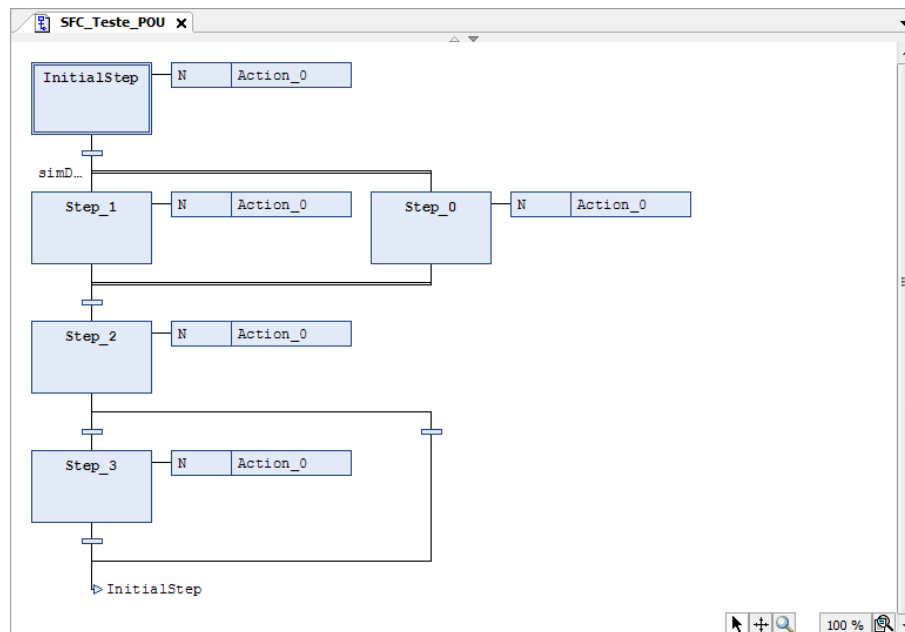 SFC_Teste_POU X
InitialStep N Action_0
simD...
Step_1 N Action_0 Step_0 N Action_0
Step_2 N Action_0
Step_3 N Action_0
InitialStep
100 %